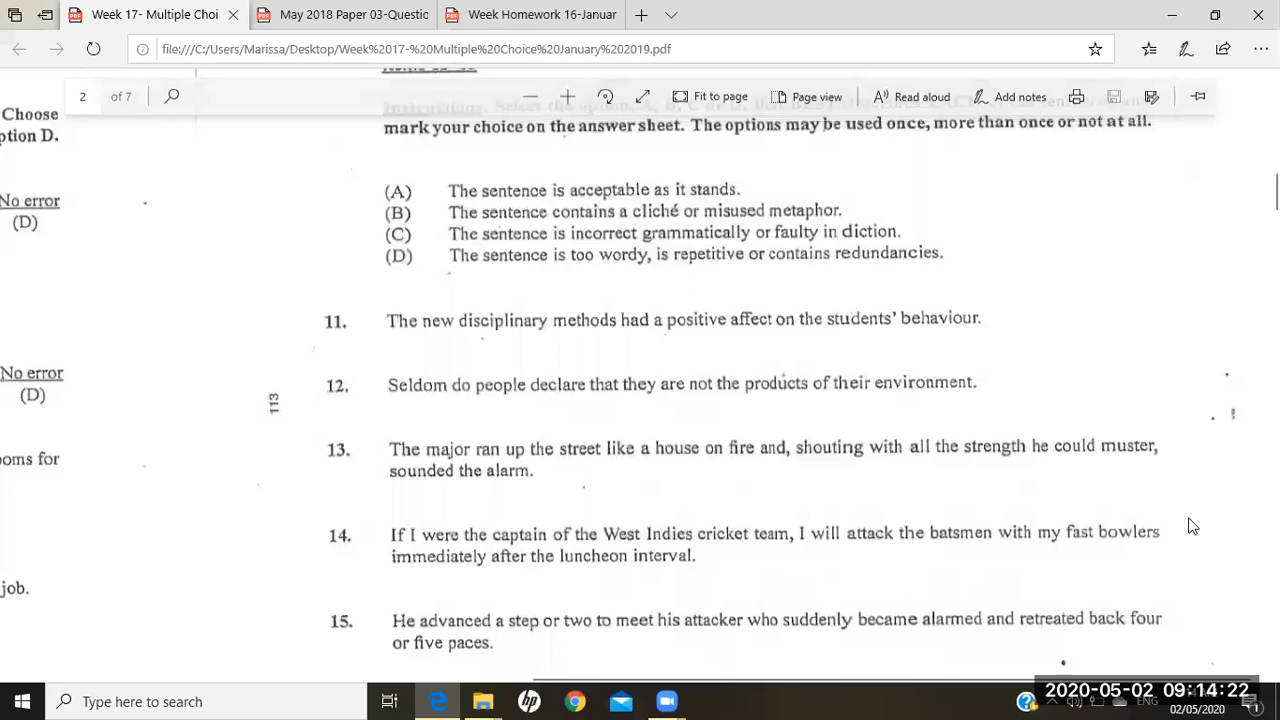 Week 17- Multiple Choi
May 2018 Paper 03-Questio
Week Homework 16-Januar
file:///C:/Users/Marissa/Desktop/Week%2017-%20Multiple%20Choice%20January%202019.pdf
2 of 7
Fit to page
Page view
Read aloud
Add notes
mark your choice on the answer sheet. The options may be used once, more than once or not at all.
Choose
ption D.
No error
(D)
No error
(D)
ooms for
job.
(A) The sentence is acceptable as it stands.
(B) The sentence contains a cliché or misused metaphor.
(C) The sentence is incorrect grammatically or faulty in diction.
(D) The sentence is too wordy, is repetitive or contains redundancies.
11. The new disciplinary methods had a positive affect on the students' behaviour.
12. Seldom do people declare that they are not the products of their environment.
113
13. The major ran up the street like a house on fire and, shouting with all the strength he could muster,
sounded the alarm.
14. If I were the captain of the West Indies cricket team, I will attack the batsmen with my fast bowlers
immediately after the luncheon interval.
15. He advanced a step or two to meet his attacker who suddenly became alarmed and retreated back four
or five paces.
Type here to search
hp
ENG
2020-05-02 09:14:22
02/05/2020